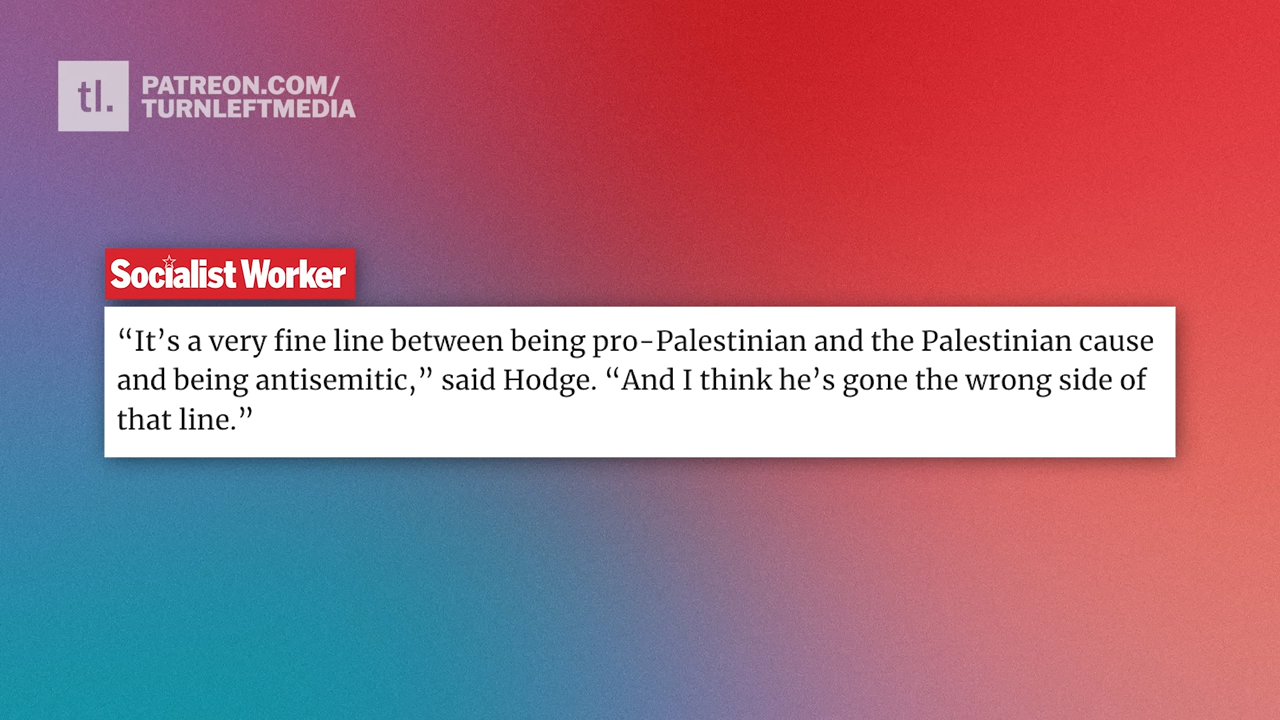 tl.
PATREON.COM/
TURNLEFTMEDIA
Socialist Worker
“It’s a very fine line between being pro-Palestinian and the Palestinian cause
and being antisemitic,” said Hodge. “And I think he’s gone the wrong side of
that line.”